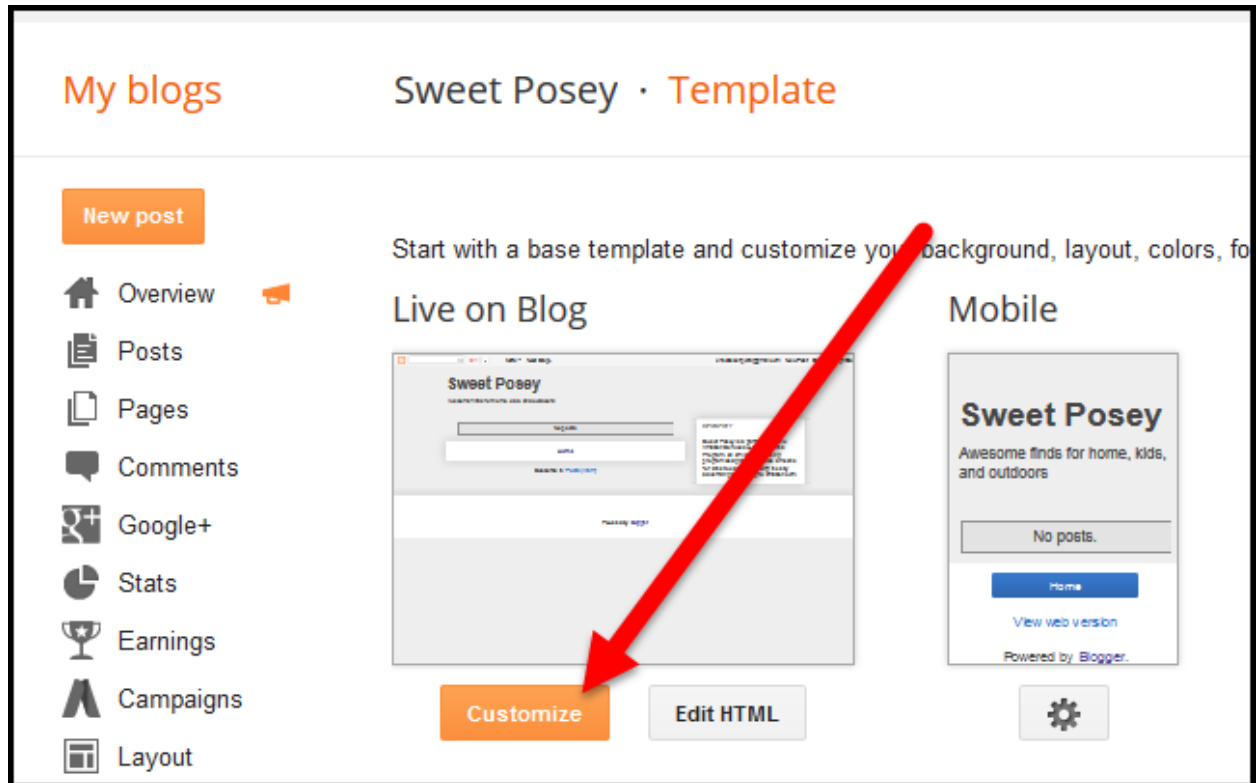 My blogs
Sweet Posey · Template
New post
Overview
Posts
Pages
Comments
Google+
Stats
Earnings
Campaigns
Layout
Start with a base template and customize background, layout, colors, fo
Live on Blog
Sweet Posey
Customize
Edit HTML
Mobile
Sweet Posey
Awesome finds for home, kids,
and outdoors
No posts.
Home
View web version
Powered by Blogger.